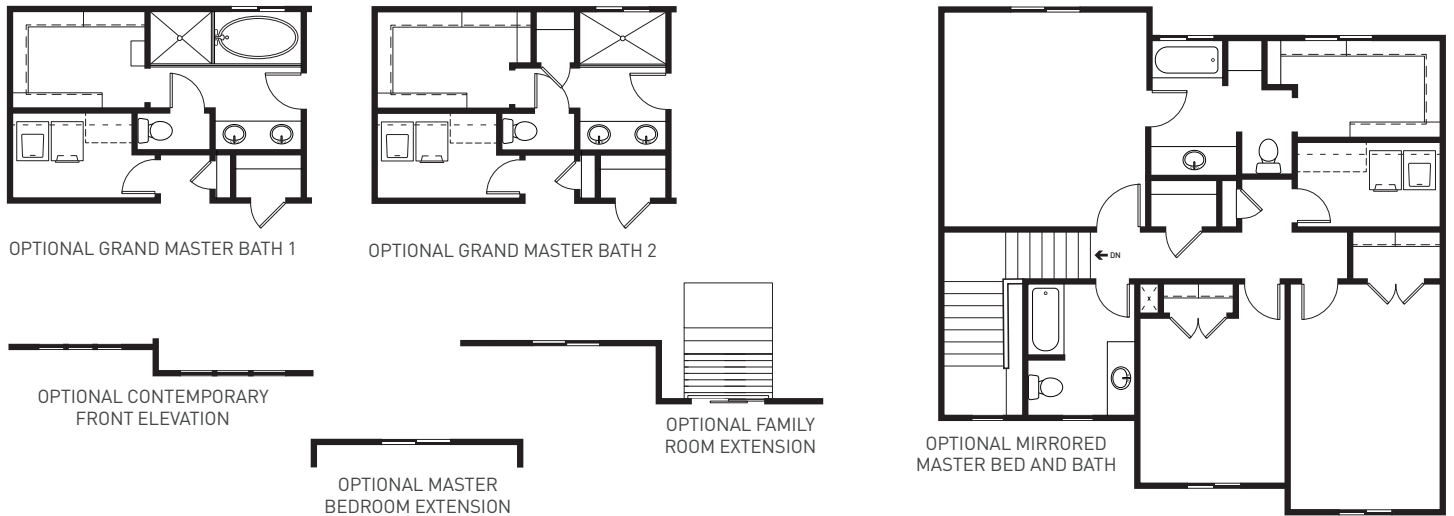 OPTIONAL GRAND MASTER BATH 1
OPTIONAL GRAND MASTER BATH 2
DN
OPTIONAL CONTEMPORARY
FRONT ELEVATION
OPTIONAL FAMILY
ROOM EXTENSION
OPTIONAL MASTER
BEDROOM EXTENSION
OPTIONAL MIRRORED
MASTER BED AND BATH